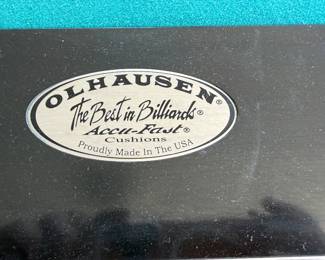 OLHAUSEN®
The Best in Billiards®
Accu-Fast®
Cushions
Proudly Made In The USA